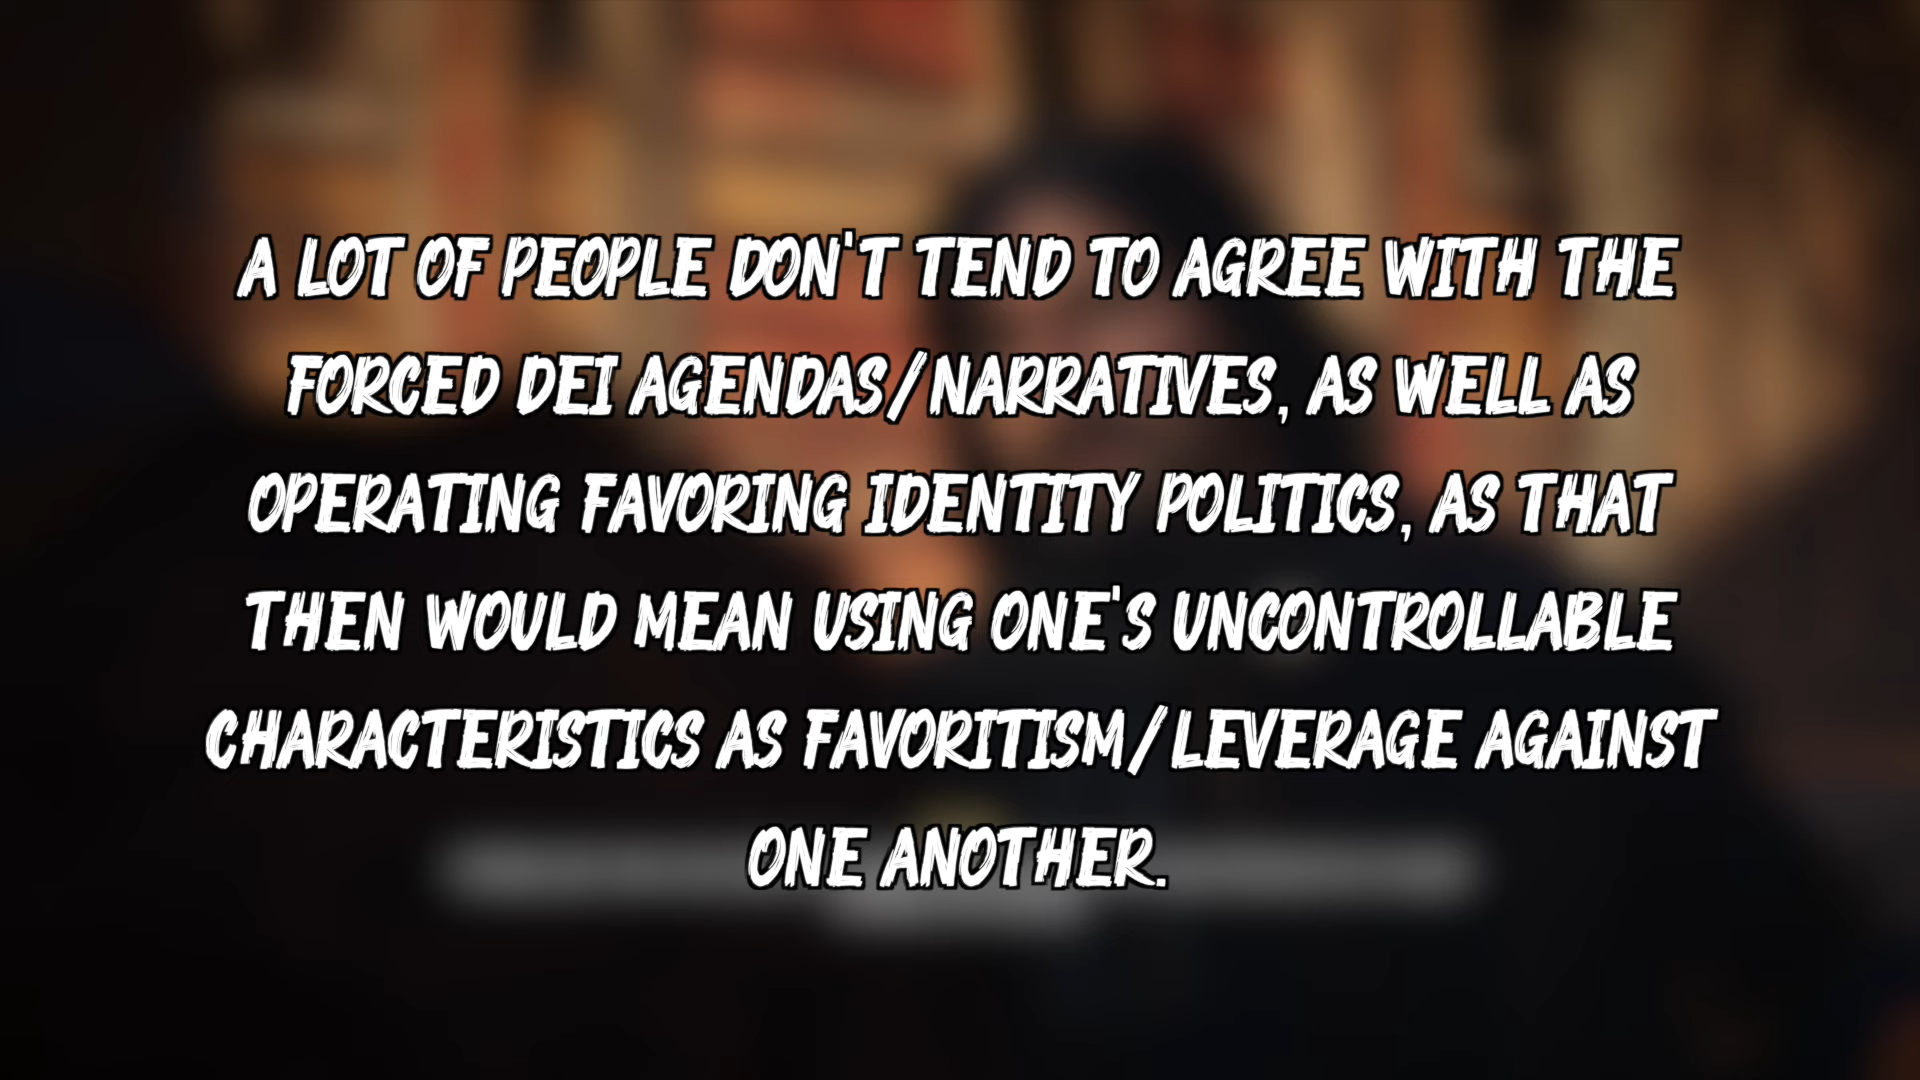 A LOT OF PEOPLE DON'T TEND TO AGREE WITH THE
FORCED DEI AGENDAS/NARRATIVES, AS WELL AS
OPERATING FAVORING IDENTITY POLITICS, AS THAT
THEN WOULD MEAN USING ONE'S UNCONTROLLABLE
CHARACTERISTICS AS FAVORITISM/LEVERAGE AGAINST
ONE ANOTHER.